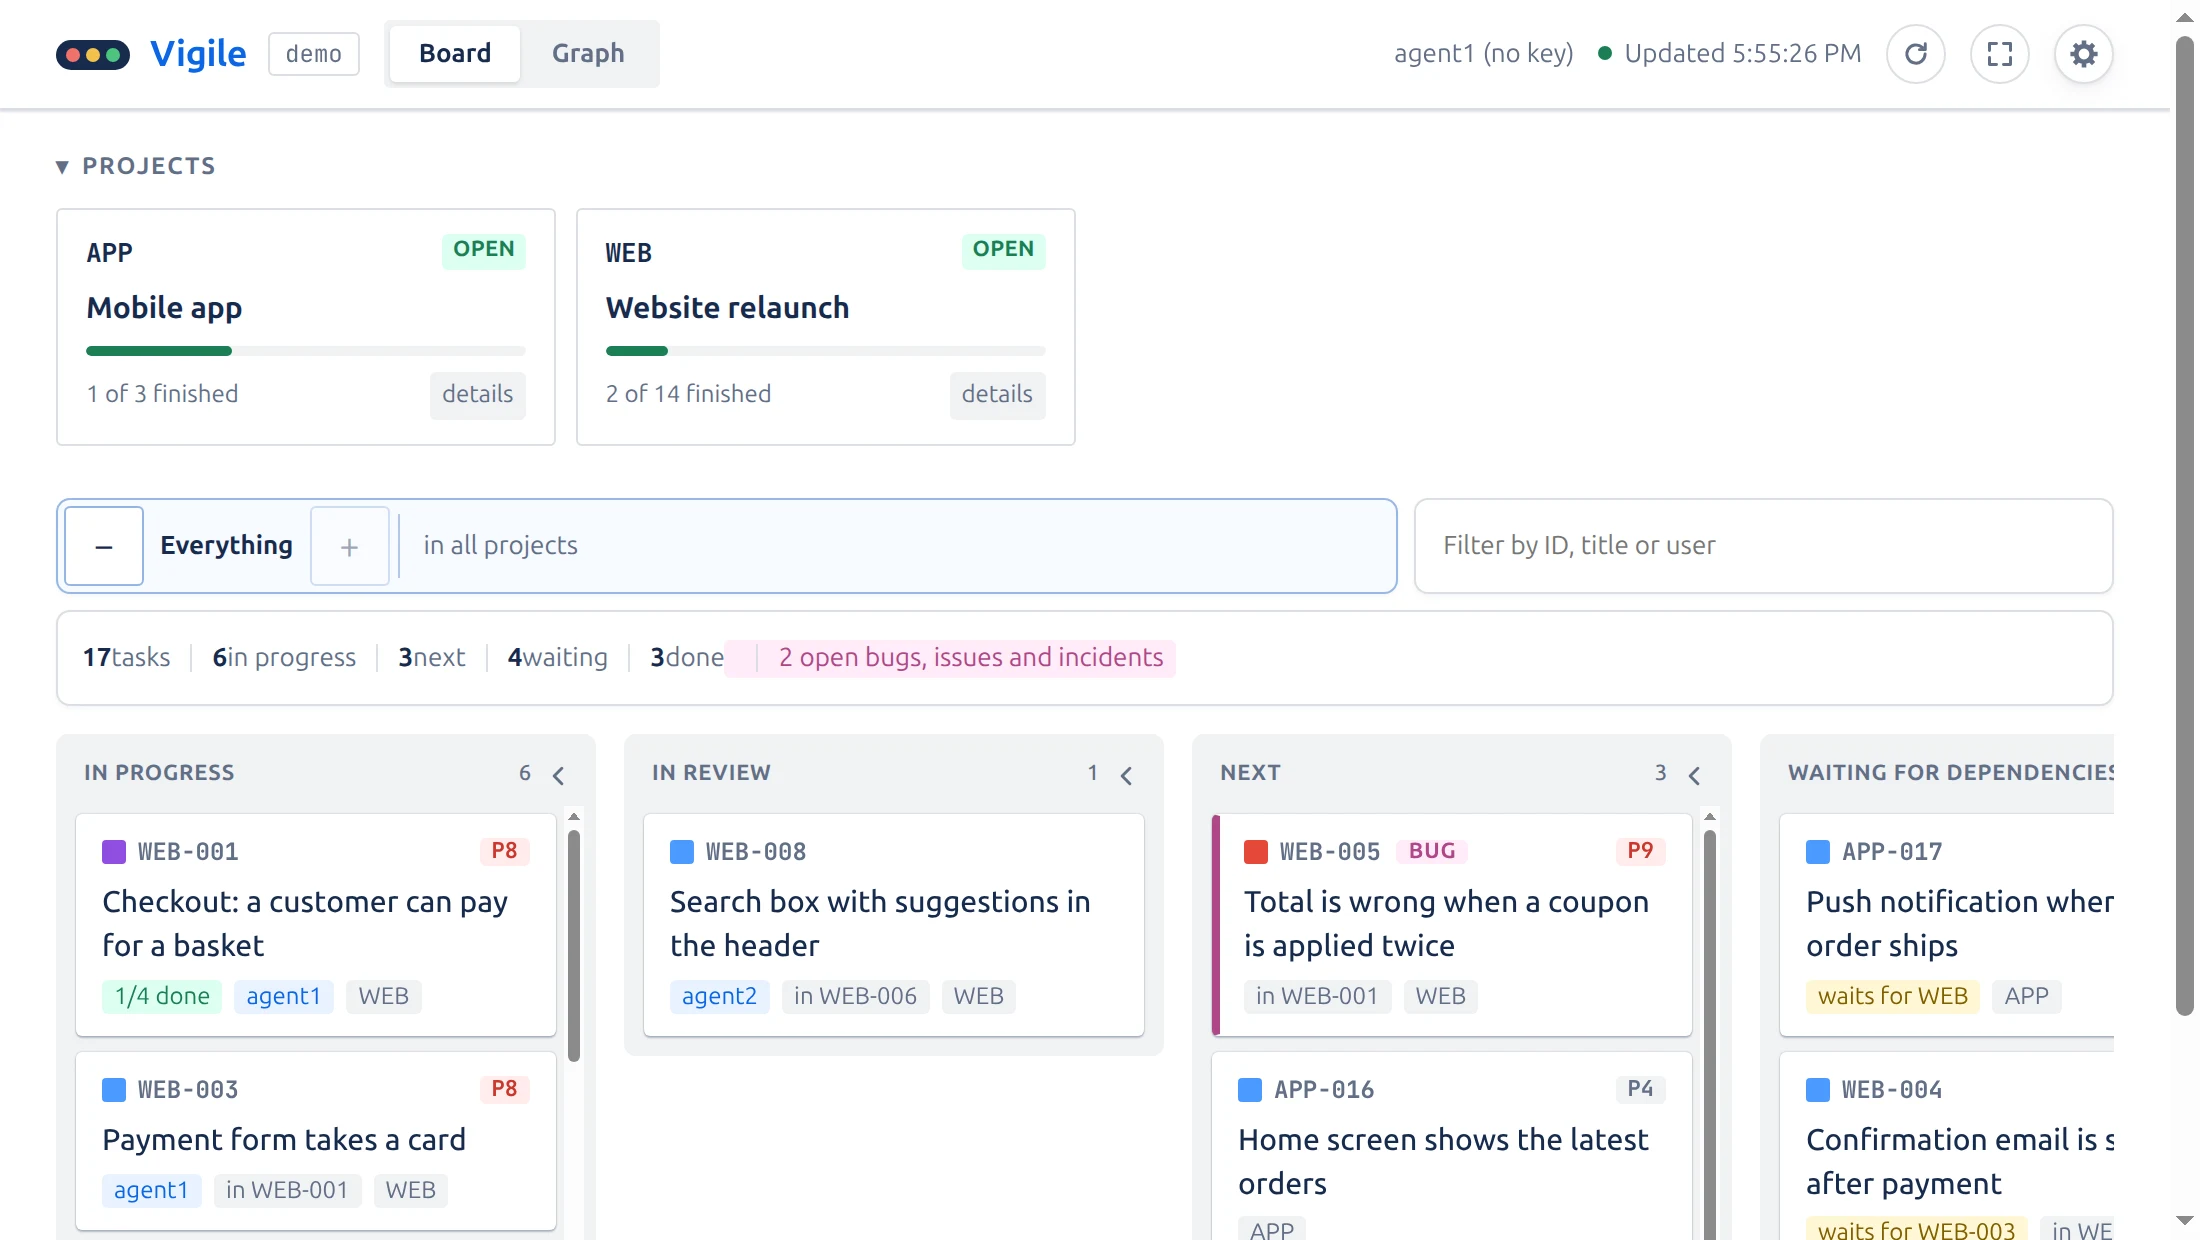 Vigile demo Board Graph agent1 (no key) Updated 5:55:26 PM
▼ PROJECTS
APP OPEN
Mobile app
1 of 3 finished details
WEB OPEN
Website relaunch
2 of 14 finished details
− Everything + in all projects
Filter by ID, title or user
17tasks 6in progress 3next 4waiting 3done 2 open bugs, issues and incidents
IN PROGRESS 6
WEB-001 P8
Checkout: a customer can pay
for a basket
1/4 done agent1 WEB
WEB-003 P8
Payment form takes a card
agent1 in WEB-001 WEB
IN REVIEW 1
WEB-008
Search box with suggestions in
the header
agent2 in WEB-006 WEB
NEXT 3
WEB-005 BUG P9
Total is wrong when a coupon
is applied twice
in WEB-001 WEB
APP-016 P4
Home screen shows the latest
orders
APP
WAITING FOR DEPENDENCIES
APP-017
Push notification when
order ships
waits for WEB APP
WEB-004
Confirmation email is s
after payment
waits for WEB-003 in WE